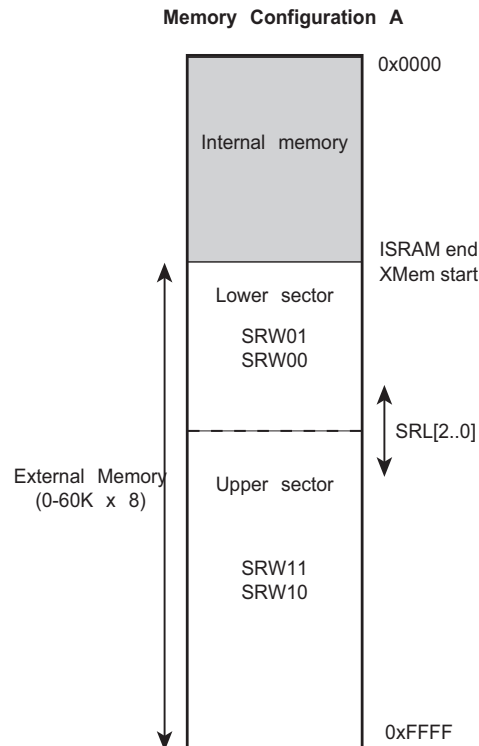 Memory Configuration A
0x0000
Internal memory
ISRAM end
XMem start
Lower sector
SRW01
SRW00
SRL[2..0]
External Memory
(0-60K x 8)
Upper sector
SRW11
SRW10
0xFFFF